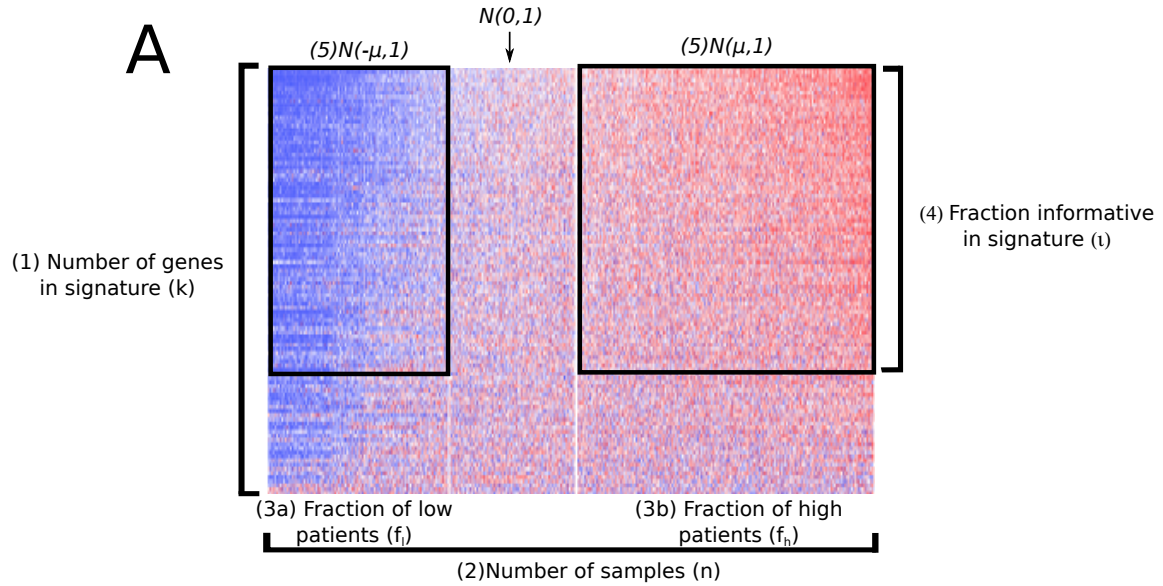 A
N(0,1)
(5)N(-μ,1)
(5)N(μ,1)
(1) Number of genes
in signature (k)
(4) Fraction informative
in signature (ι)
(3a) Fraction of low
patients (fₗ)
(3b) Fraction of high
patients (fₕ)
(2)Number of samples (n)